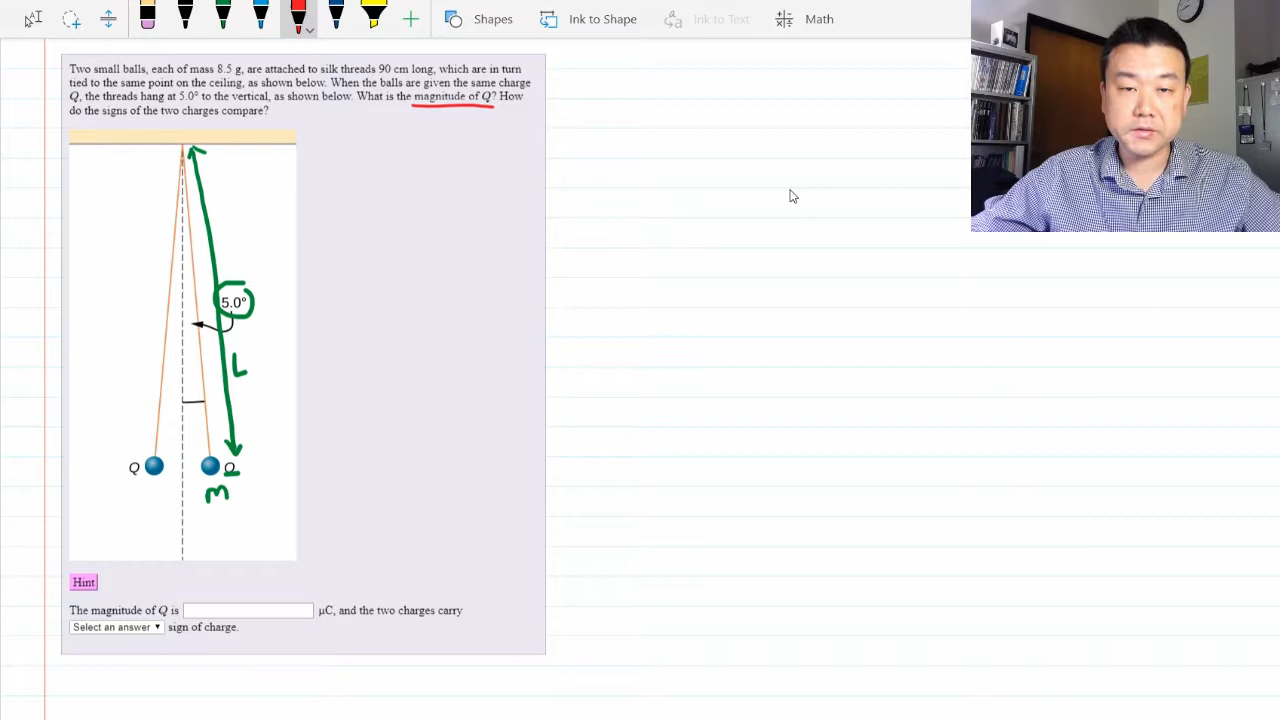 Shapes
Ink to Shape
Ink to Text
Math
Two small balls, each of mass 8.5 g, are attached to silk threads 90 cm long, which are in turn
tied to the same point on the ceiling, as shown below. When the balls are given the same charge
Q, the threads hang at 5.0° to the vertical, as shown below. What is the magnitude of Q? How
do the signs of the two charges compare?
5.0°
L
Q
Q
m
Hint
The magnitude of Q is
μC, and the two charges carry
Select an answer
sign of charge.